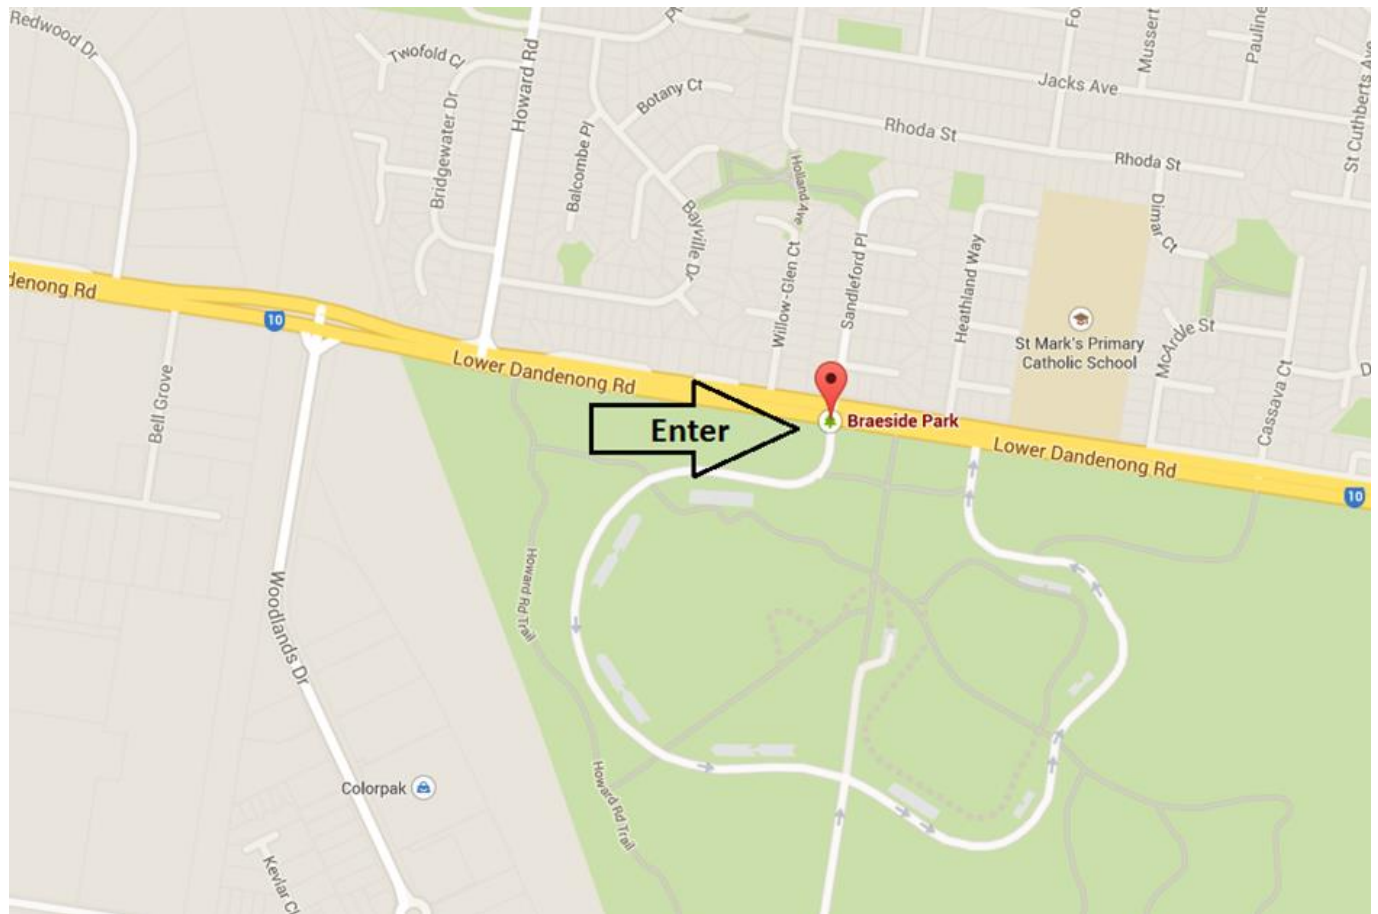 Redwood Dr
Twofold Cl
Howard Rd
Pl
Fo
Mussert
Pauline
Jacks Ave
St Cuthberts Ave
Bridgewater Dr
Botany Ct
Balcombe Pl
Rhoda St
Rhoda St
Holland Ave
Bayville Dr
Dimar Ct
Willow-Glen Ct
Sandleford Pl
Heathland Way
denong Rd
10
St Mark's Primary
Catholic School
McArdle St
Lower Dandenong Rd
D
Bell Grove
Cassava Ct
Enter
Braeside Park
Lower Dandenong Rd
10
Howard Rd Trail
Woodlands Dr
Colorpak
Howard Rd Trail
Kevlar Cl